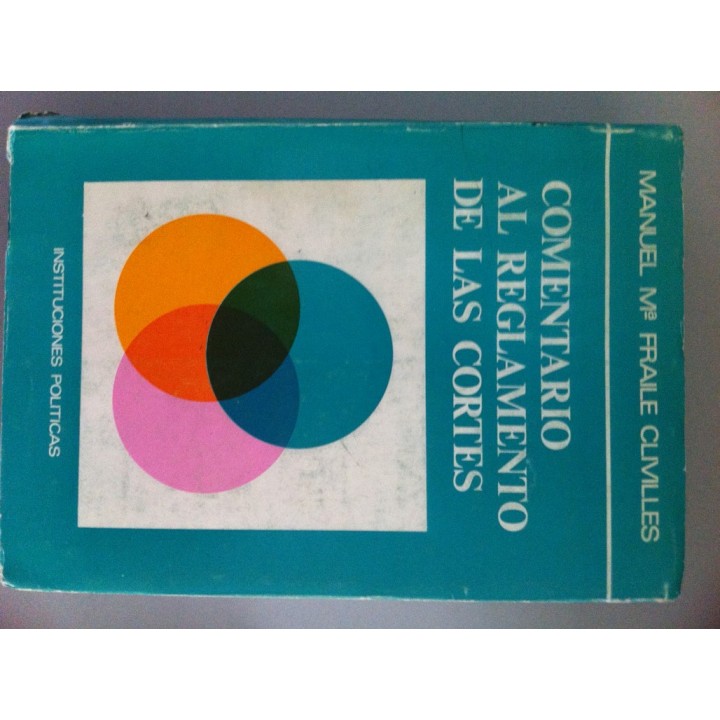 MANUEL Mª FRAILE CLIVILLES
COMENTARIO
AL REGLAMENTO
DE LAS CORTES
INSTITUCIONES POLITICAS